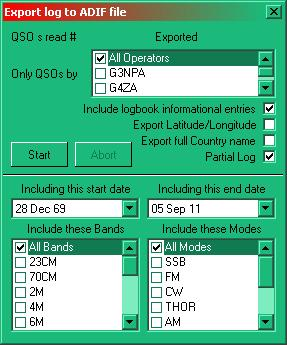 Export log to ADIF file
QSO s read # Exported
Only QSOs by
All Operators
G3NPA
G4ZA
Include logbook informational entries
Export Latitude/Longitude
Export full Country name
Partial Log
Start Abort
Including this start date Including this end date
28 Dec 69 05 Sep 11
Include these Bands Include these Modes
All Bands All Modes
23CM SSB
70CM FM
2M CW
4M THOR
6M AM